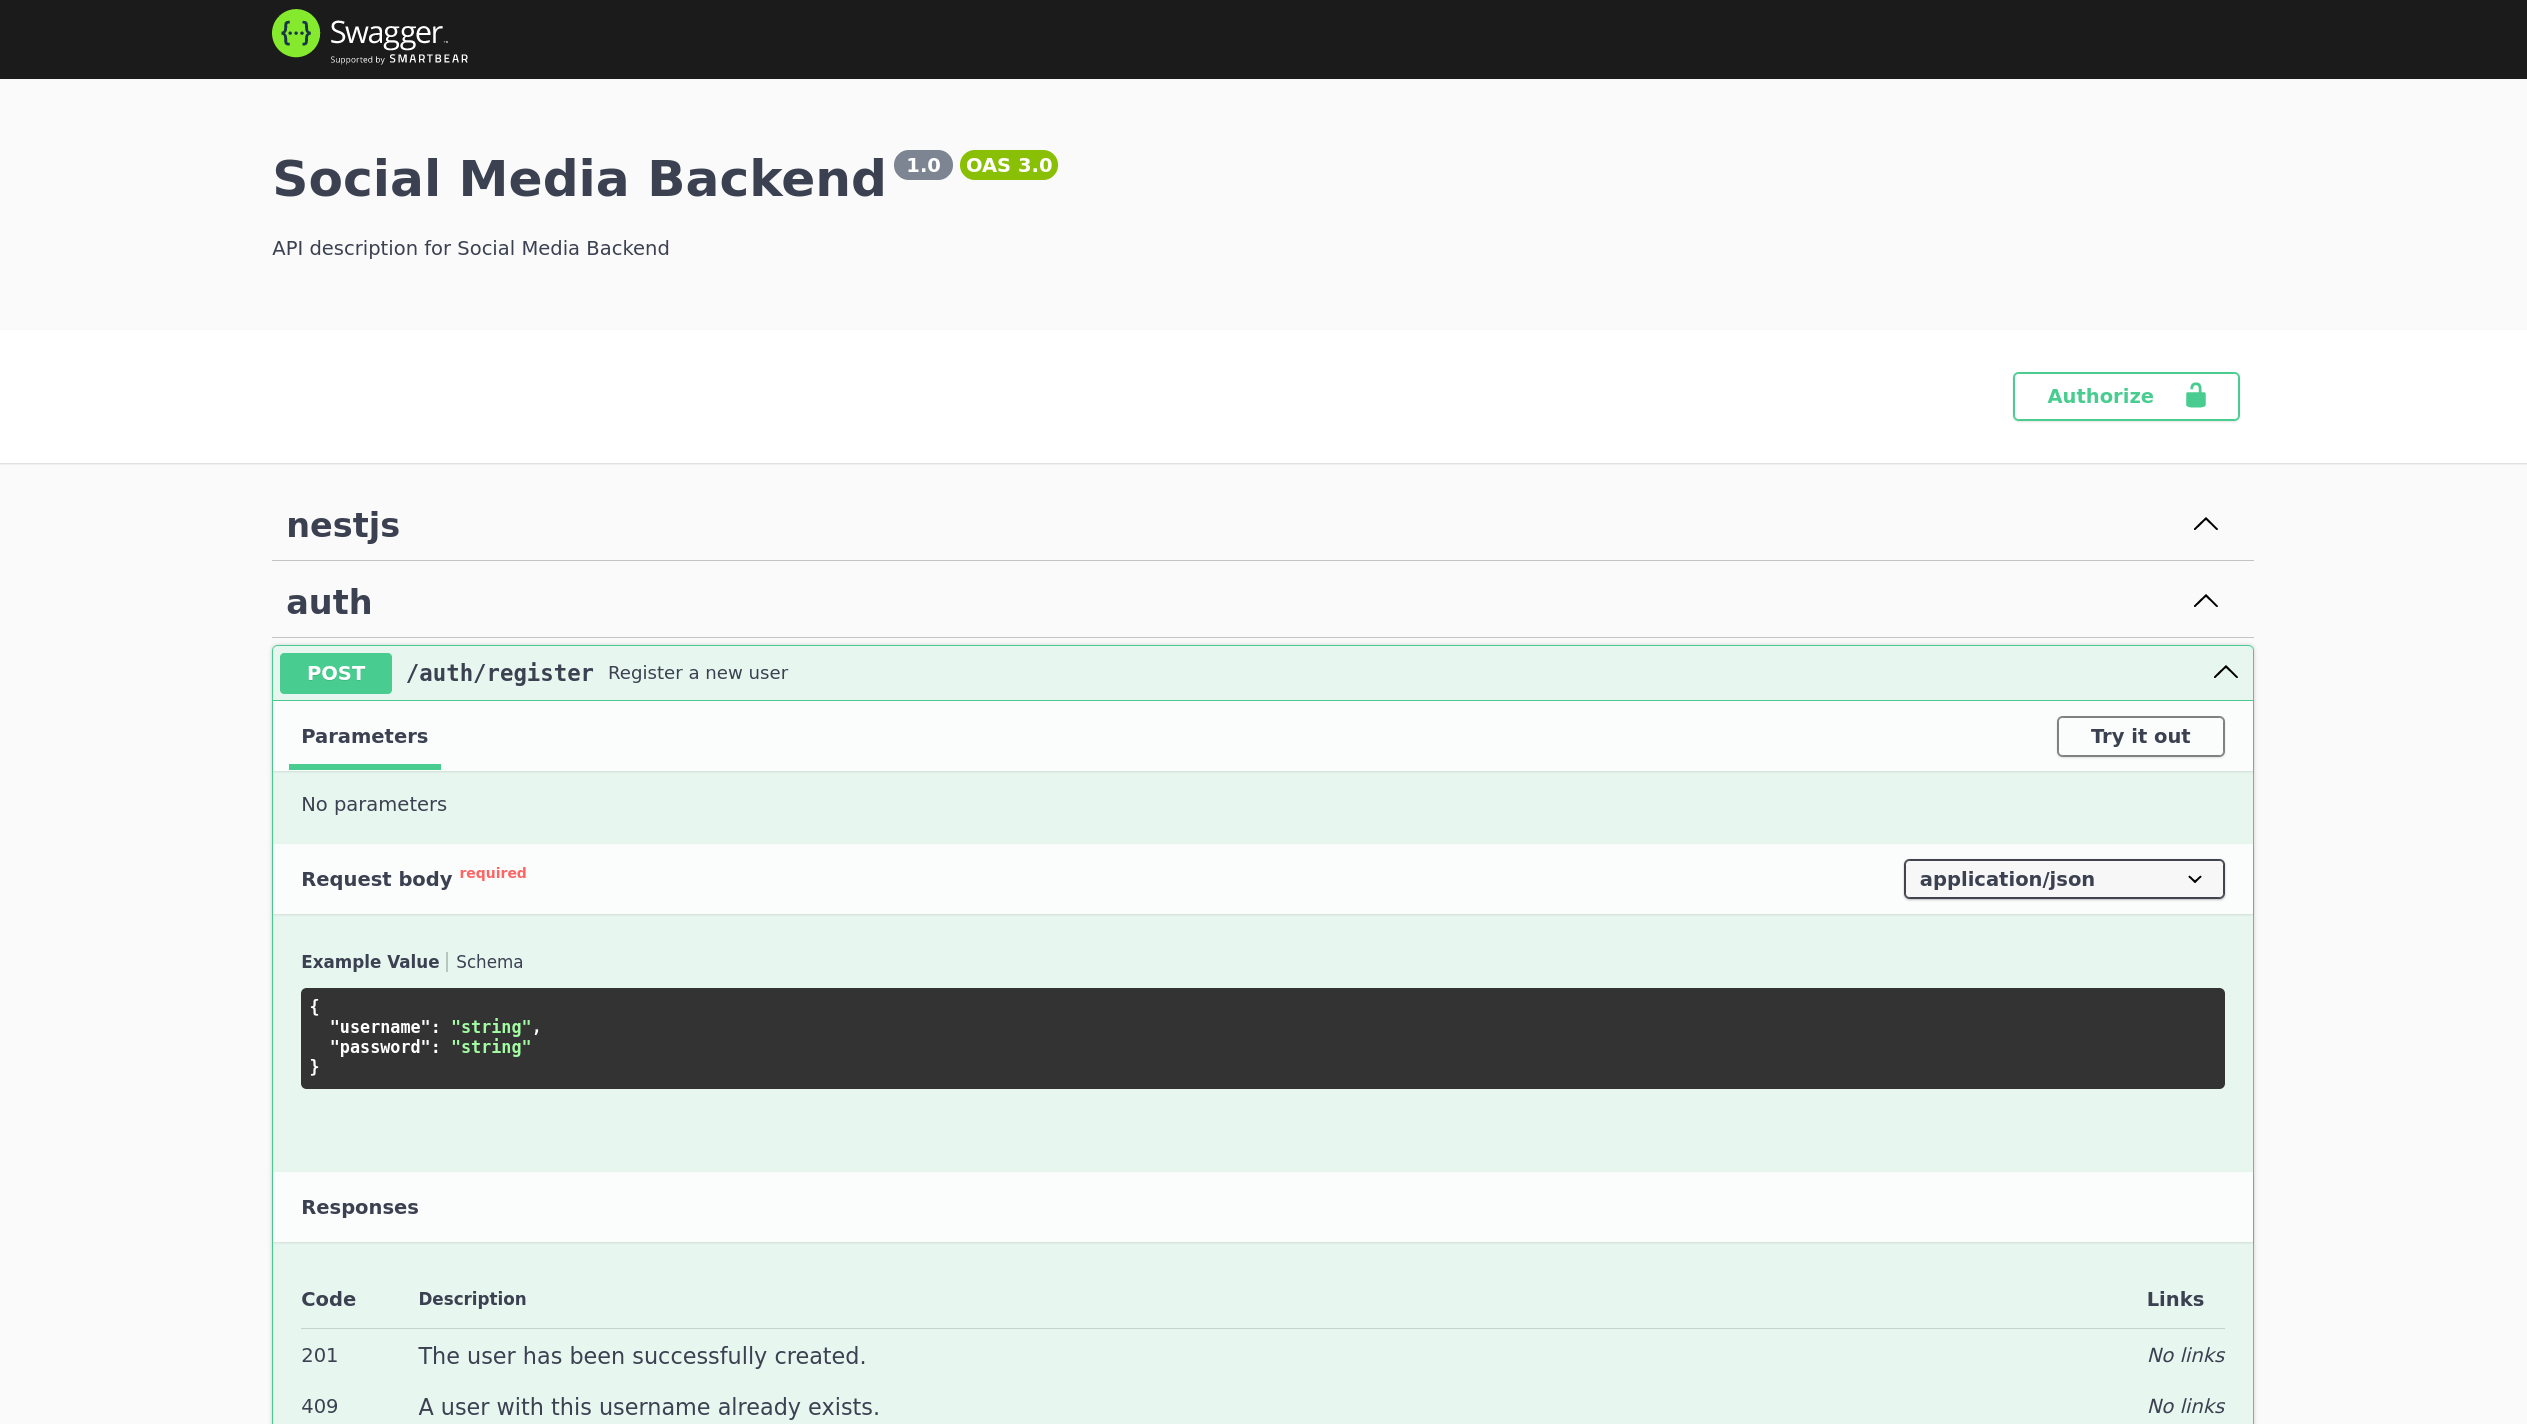 Swagger
Supported by SMARTBEAR
Social Media Backend 1.0 OAS 3.0
API description for Social Media Backend
Authorize
nestjs
auth
POST /auth/register Register a new user
Parameters Try it out
No parameters
Request body required application/json
Example Value Schema
{
"username": "string",
"password": "string"
}
Responses
Code Description Links
201 The user has been successfully created. No links
409 A user with this username already exists. No links